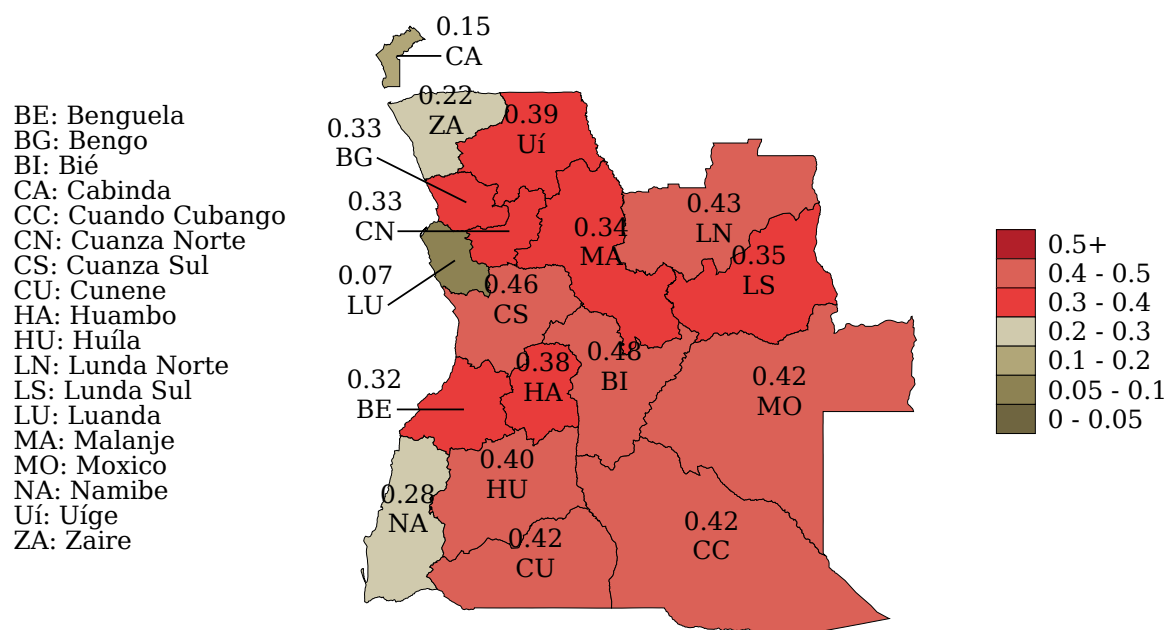 BE: Benguela
BG: Bengo
BI: Bié
CA: Cabinda
CC: Cuando Cubango
CN: Cuanza Norte
CS: Cuanza Sul
CU: Cunene
HA: Huambo
HU: Huíla
LN: Lunda Norte
LS: Lunda Sul
LU: Luanda
MA: Malanje
MO: Moxico
NA: Namibe
Uí: Uíge
ZA: Zaire
0.15
CA
0.22
ZA
0.39
Uí
0.33
BG
0.33
CN
0.34
MA
0.43
LN
0.35
LS
0.07
LU
0.46
CS
0.48
BI
0.38
HA
0.32
BE
0.42
MO
0.40
HU
0.28
NA
0.42
CU
0.42
CC
0.5+
0.4 - 0.5
0.3 - 0.4
0.2 - 0.3
0.1 - 0.2
0.05 - 0.1
0 - 0.05